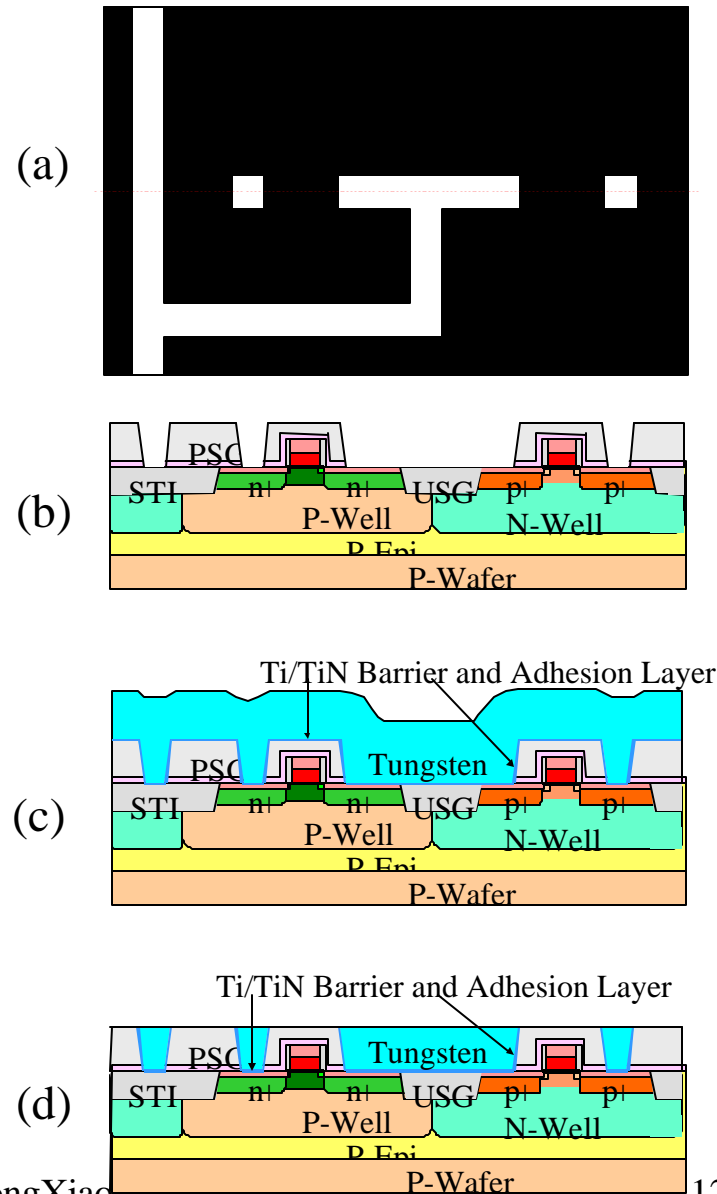 (a)
(b)
PSG
STI n+ n+ USG p+ p+
P-Well N-Well
P-Epi
P-Wafer
Ti/TiN Barrier and Adhesion Layer
(c)
PSG Tungsten
STI n+ n+ USG p+ p+
P-Well N-Well
P-Epi
P-Wafer
Ti/TiN Barrier and Adhesion Layer
(d)
PSG Tungsten
STI n+ n+ USG p+ p+
P-Well N-Well
P-Epi
P-Wafer